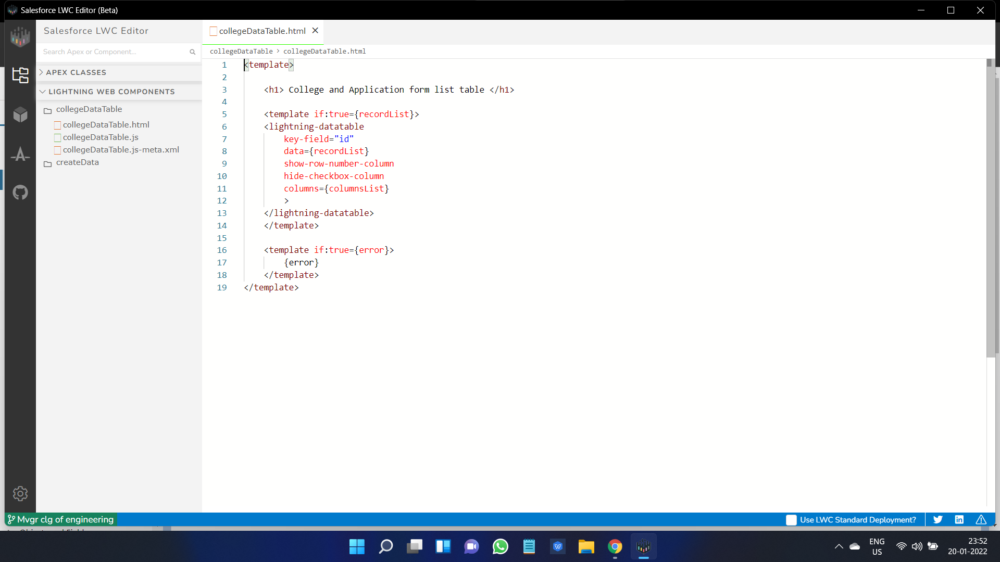 Salesforce LWC Editor (Beta)
Salesforce LWC Editor
Search Apex or Component...
APEX CLASSES
LIGHTNING WEB COMPONENTS
collegeDataTable
collegeDataTable.html
collegeDataTable.js
collegeDataTable.js-meta.xml
createData
collegeDataTable.html
collegeDataTable > collegeDataTable.html
1 <template>
2
3 <h1> College and Application form list table </h1>
4
5 <template if:true={recordList}>
6 <lightning-datatable
7 key-field="id"
8 data={recordList}
9 show-row-number-column
10 hide-checkbox-column
11 columns={columnsList}
12 >
13 </lightning-datatable>
14 </template>
15
16 <template if:true={error}>
17 {error}
18 </template>
19 </template>
Mvgr clg of engineering
Use LWC Standard Deployment?
ENG
US
23:52
20-01-2022